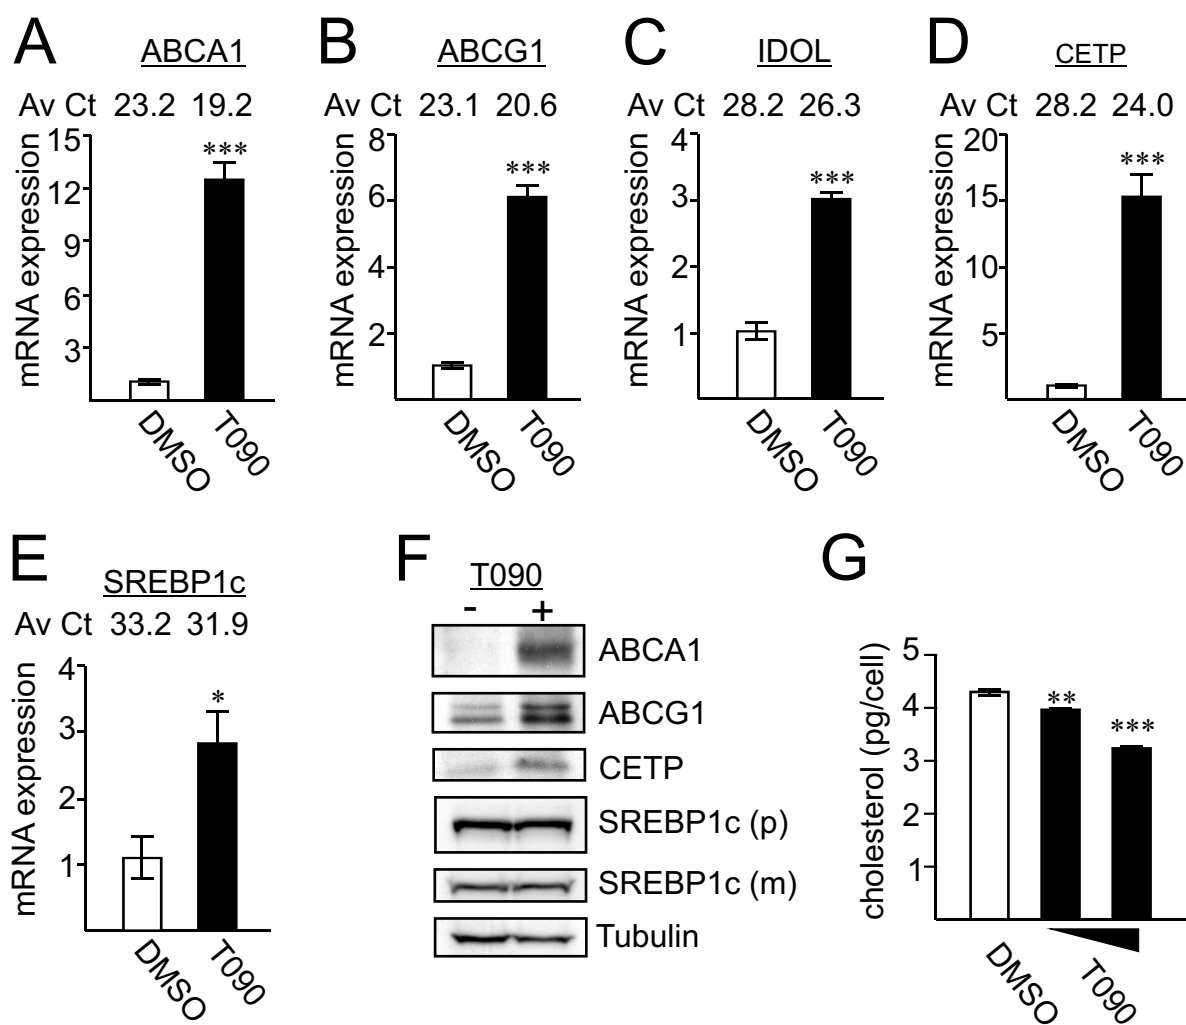 A
ABCA1
Av Ct 23.2 19.2
mRNA expression
15
12
9
6
3
***
DMSO
T090
B
ABCG1
Av Ct 23.1 20.6
mRNA expression
8
6
4
2
***
DMSO
T090
C
IDOL
Av Ct 28.2 26.3
mRNA expression
4
3
2
1
***
DMSO
T090
D
CETP
Av Ct 28.2 24.0
mRNA expression
20
15
10
5
***
DMSO
T090
E
SREBP1c
Av Ct 33.2 31.9
mRNA expression
4
3
2
1
*
DMSO
T090
F
T090
- +
ABCA1
ABCG1
CETP
SREBP1c (p)
SREBP1c (m)
Tubulin
G
cholesterol (pg/cell)
5
4
3
2
1
**
***
DMSO
T090